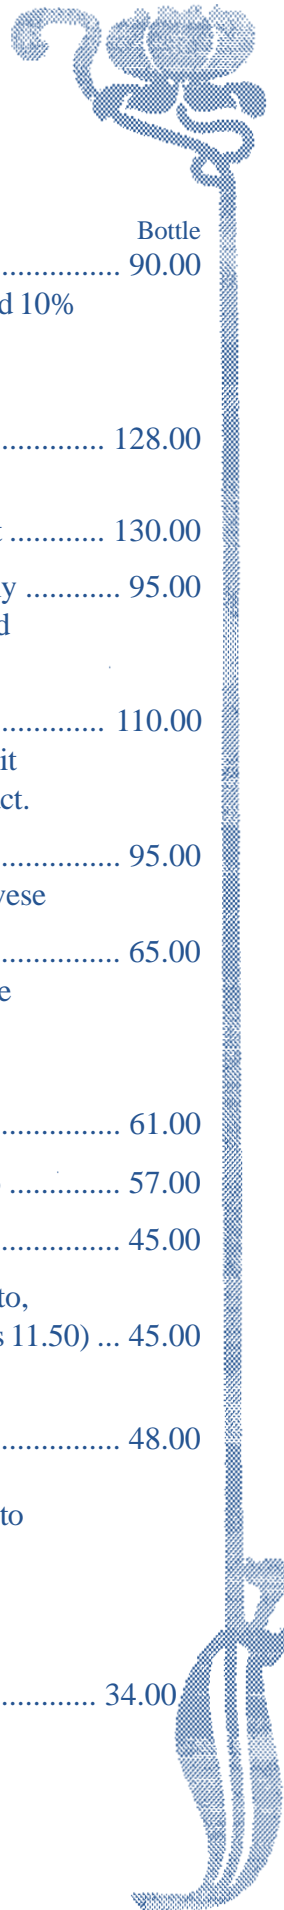 Bottle
............... 90.00
d 10%
............. 128.00
t ............ 130.00
y ............ 95.00
d
............. 110.00
it
ct.
............... 95.00
vese
............... 65.00
e
............... 61.00
.............. 57.00
............... 45.00
to,
s 11.50) ... 45.00
............... 48.00
to
............ 34.00